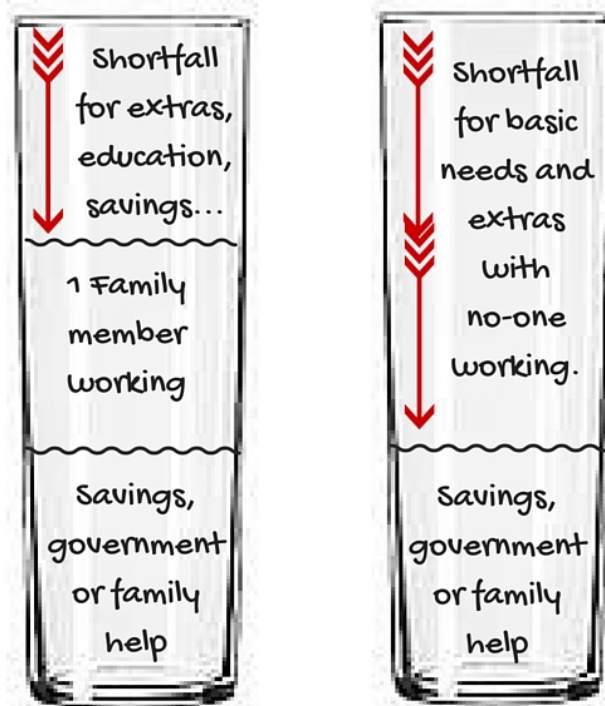 Shortfall
for extras,
education,
savings...
1 Family
member
working
Savings,
government
or family
help
Shortfall
for basic
needs and
extras
with
no-one
working.
Savings,
government
or family
help